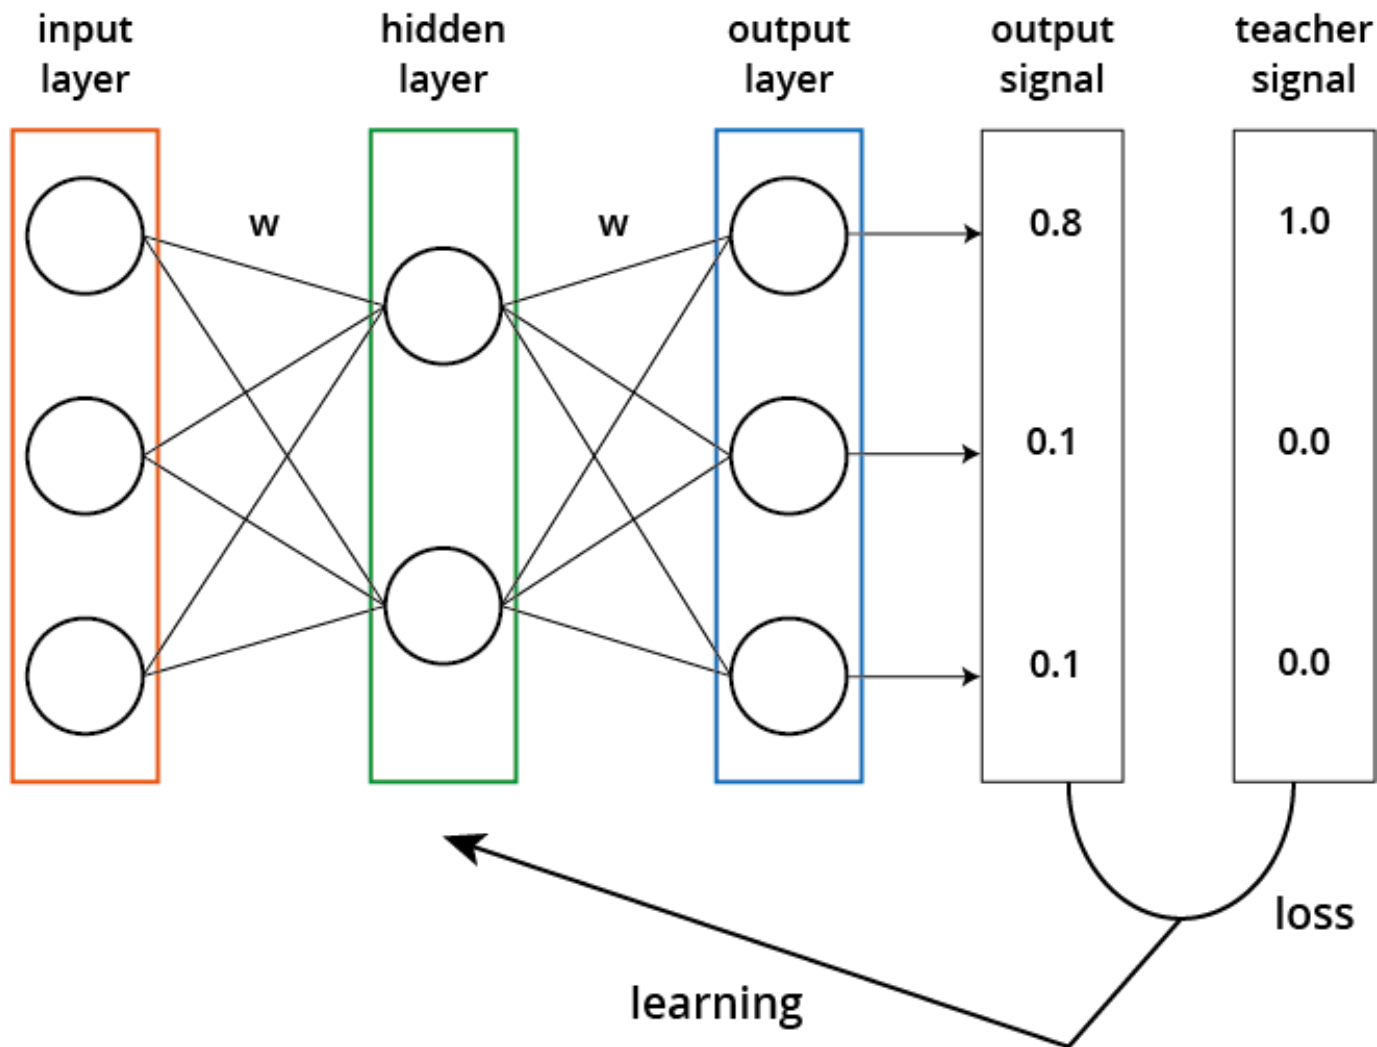 input
layer
hidden
layer
output
layer
output
signal
teacher
signal
w
w
0.8
1.0
0.1
0.0
0.1
0.0
loss
learning